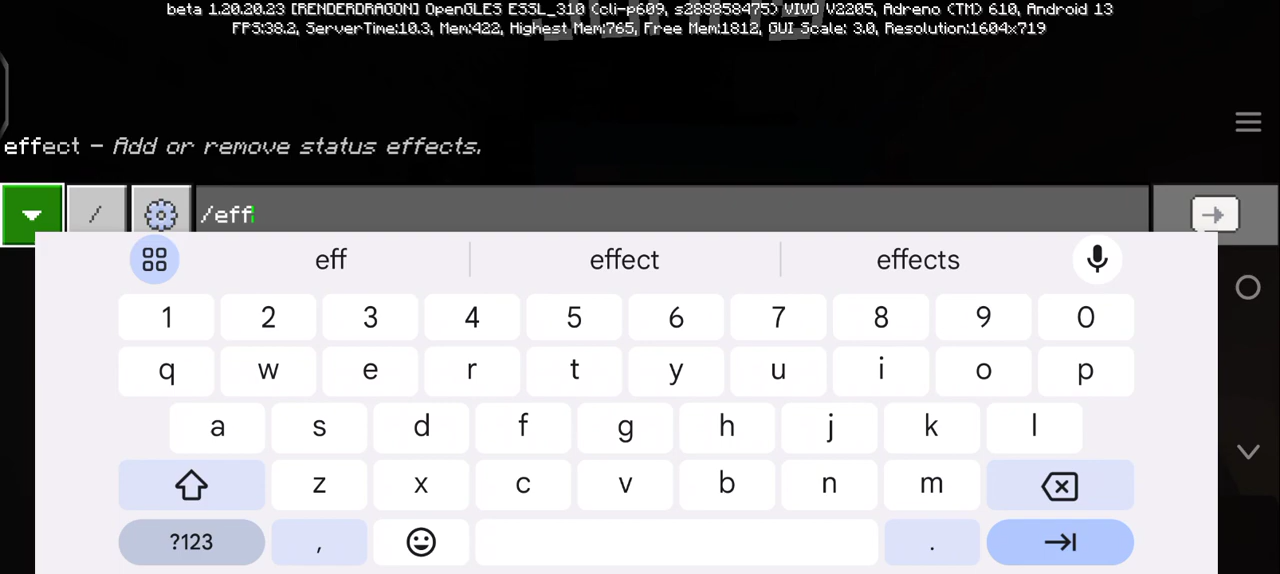 beta 1.20.20.23 [RENDERDRAGON] OpenGLES ESSL_310 (cli-p609, s288858475) VIVO V2205, Adreno (TM) 610, Android 13
FPS:38.2, ServerTime:10.3, Mem:422, Highest Mem:765, Free Mem:1812, GUI Scale: 3.0, Resolution:1604x719
effect - Add or remove status effects.
/ /eff
eff effect effects
1 2 3 4 5 6 7 8 9 0
q w e r t y u i o p
a s d f g h j k l
z x c v b n m
?123 , .